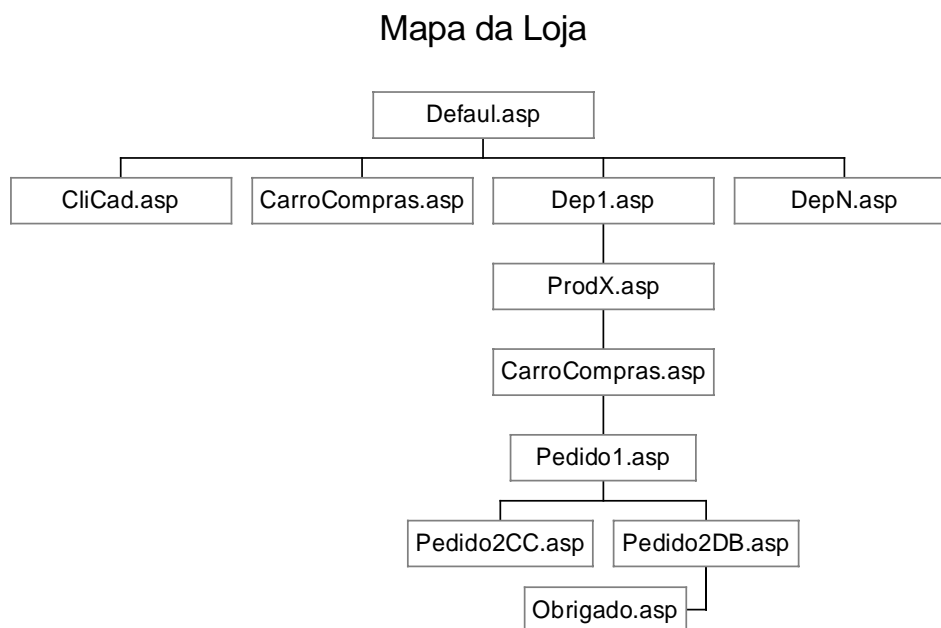 Mapa da Loja
Defaul.asp
CliCad.asp
CarroCompras.asp
Dep1.asp
DepN.asp
ProdX.asp
CarroCompras.asp
Pedido1.asp
Pedido2CC.asp
Pedido2DB.asp
Obrigado.asp